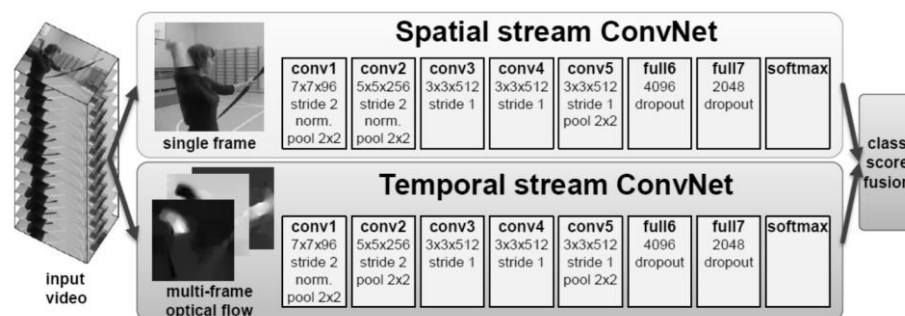 Spatial stream ConvNet
conv1
7x7x96
stride 2
norm.
pool 2x2
conv2
5x5x256
stride 2
norm.
pool 2x2
conv3
3x3x512
stride 1
conv4
3x3x512
stride 1
conv5
3x3x512
stride 1
pool 2x2
full6
4096
dropout
full7
2048
dropout
softmax
single frame
input
video
Temporal stream ConvNet
conv1
7x7x96
stride 2
norm.
pool 2x2
conv2
5x5x256
stride 2
pool 2x2
conv3
3x3x512
stride 1
conv4
3x3x512
stride 1
conv5
3x3x512
stride 1
pool 2x2
full6
4096
dropout
full7
2048
dropout
softmax
multi-frame
optical flow
class
score
fusion